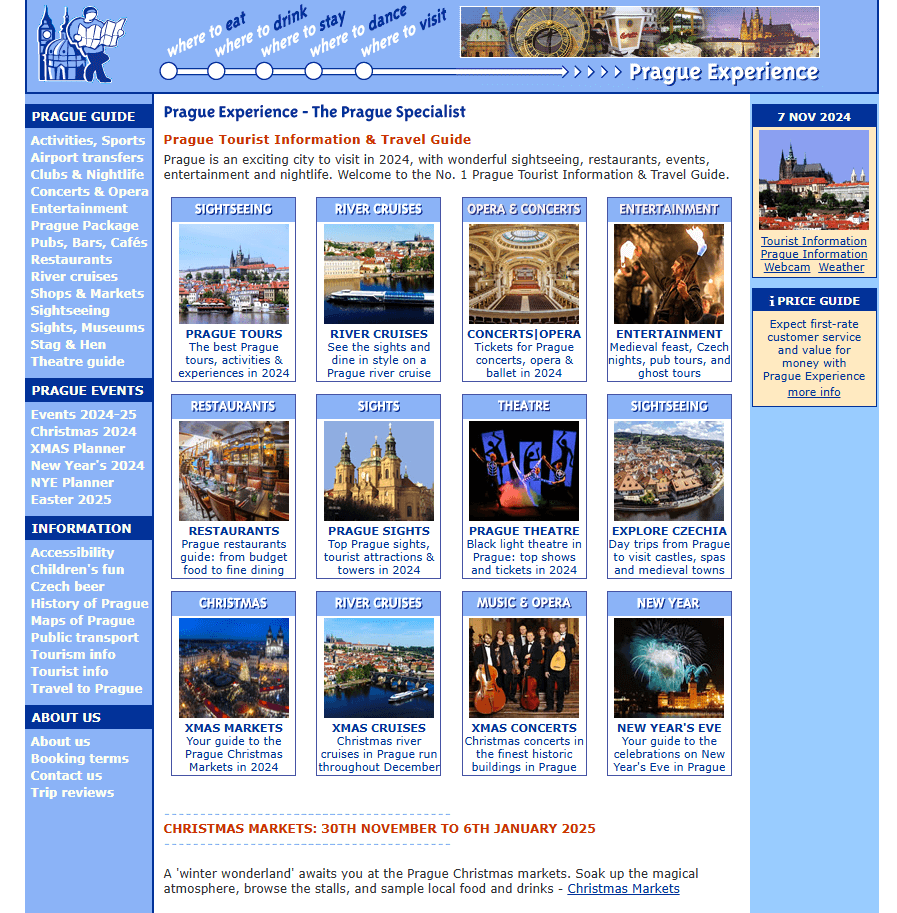 where to eat
where to drink
where to stay
where to dance
where to visit
Prague Experience
PRAGUE GUIDE
Activities, Sports
Airport transfers
Clubs & Nightlife
Concerts & Opera
Entertainment
Prague Package
Pubs, Bars, Cafés
Restaurants
River cruises
Shops & Markets
Sightseeing
Sights, Museums
Stag & Hen
Theatre guide
PRAGUE EVENTS
Events 2024-25
Christmas 2024
XMAS Planner
New Year's 2024
NYE Planner
Easter 2025
INFORMATION
Accessibility
Children's fun
Czech beer
History of Prague
Maps of Prague
Public transport
Tourism info
Tourist info
Travel to Prague
ABOUT US
About us
Booking terms
Contact us
Trip reviews
Prague Experience - The Prague Specialist
Prague Tourist Information & Travel Guide
Prague is an exciting city to visit in 2024, with wonderful sightseeing, restaurants, events,
entertainment and nightlife. Welcome to the No. 1 Prague Tourist Information & Travel Guide.
SIGHTSEEING
PRAGUE TOURS
The best Prague
tours, activities &
experiences in 2024
RIVER CRUISES
RIVER CRUISES
See the sights and
dine in style on a
Prague river cruise
OPERA & CONCERTS
CONCERTS|OPERA
Tickets for Prague
concerts, opera &
ballet in 2024
ENTERTAINMENT
ENTERTAINMENT
Medieval feast, Czech
nights, pub tours, and
ghost tours
RESTAURANTS
RESTAURANTS
Prague restaurants
guide: from budget
food to fine dining
SIGHTS
PRAGUE SIGHTS
Top Prague sights,
tourist attractions &
towers in 2024
THEATRE
PRAGUE THEATRE
Black light theatre in
Prague: top shows
and tickets in 2024
SIGHTSEEING
EXPLORE CZECHIA
Day trips from Prague
to visit castles, spas
and medieval towns
CHRISTMAS
XMAS MARKETS
Your guide to the
Prague Christmas
Markets in 2024
RIVER CRUISES
XMAS CRUISES
Christmas river
cruises in Prague run
throughout December
MUSIC & OPERA
XMAS CONCERTS
Christmas concerts in
the finest historic
buildings in Prague
NEW YEAR
NEW YEAR'S EVE
Your guide to the
celebrations on New
Year's Eve in Prague
CHRISTMAS MARKETS: 30TH NOVEMBER TO 6TH JANUARY 2025
A 'winter wonderland' awaits you at the Prague Christmas markets. Soak up the magical
atmosphere, browse the stalls, and sample local food and drinks - Christmas Markets
7 NOV 2024
Tourist Information
Prague Information
Webcam Weather
i PRICE GUIDE
Expect first-rate
customer service
and value for
money with
Prague Experience
more info